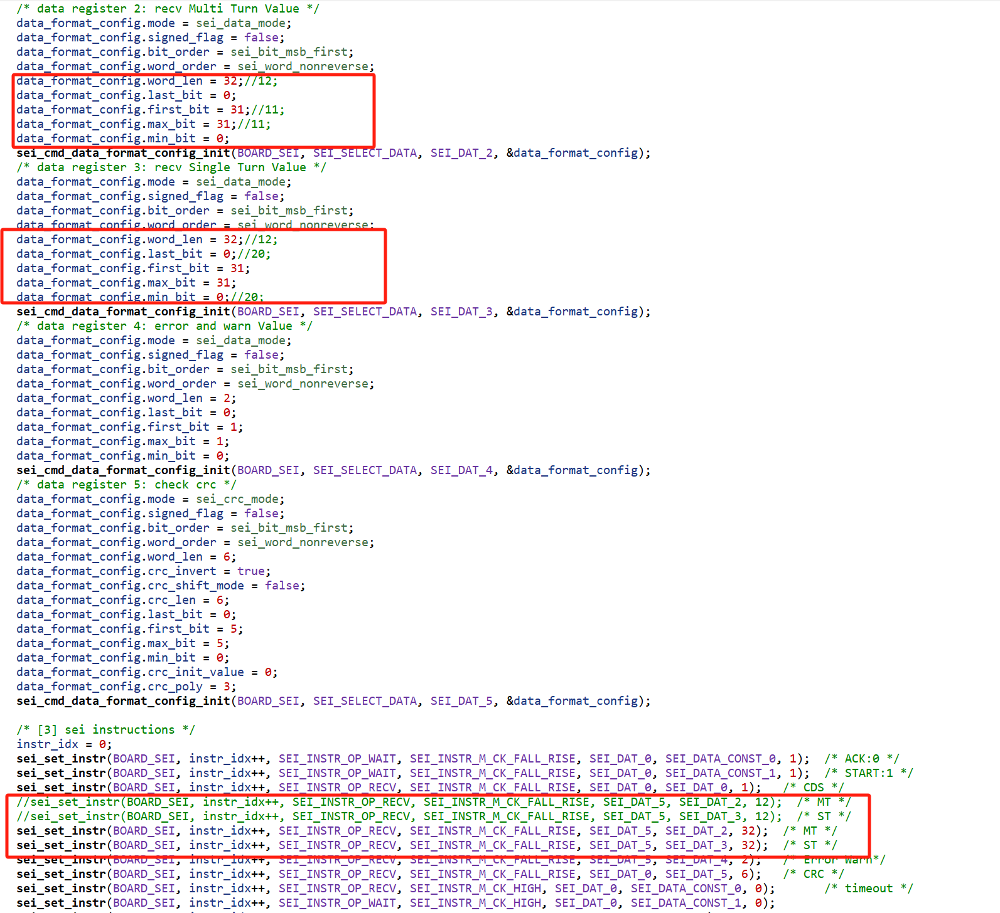 /* data register 2: recv Multi Turn Value */
data_format_config.mode = sei_data_mode;
data_format_config.signed_flag = false;
data_format_config.bit_order = sei_bit_msb_first;
data_format_config.word_order = sei_word_nonreverse;
data_format_config.word_len = 32;//12;
data_format_config.last_bit = 0;
data_format_config.first_bit = 31;//11;
data_format_config.max_bit = 31;//11;
data_format_config.min_bit = 0;
sei_cmd_data_format_config_init(BOARD_SEI, SEI_SELECT_DATA, SEI_DAT_2, &data_format_config);
/* data register 3: recv Single Turn Value */
data_format_config.mode = sei_data_mode;
data_format_config.signed_flag = false;
data_format_config.bit_order = sei_bit_msb_first;
data_format_config.word_order = sei_word_nonreverse;
data_format_config.word_len = 32;//12;
data_format_config.last_bit = 0;//20;
data_format_config.first_bit = 31;
data_format_config.max_bit = 31;
data_format_config.min_bit = 0;//20;
sei_cmd_data_format_config_init(BOARD_SEI, SEI_SELECT_DATA, SEI_DAT_3, &data_format_config);
/* data register 4: error and warn Value */
data_format_config.mode = sei_data_mode;
data_format_config.signed_flag = false;
data_format_config.bit_order = sei_bit_msb_first;
data_format_config.word_order = sei_word_nonreverse;
data_format_config.word_len = 2;
data_format_config.last_bit = 0;
data_format_config.first_bit = 1;
data_format_config.max_bit = 1;
data_format_config.min_bit = 0;
sei_cmd_data_format_config_init(BOARD_SEI, SEI_SELECT_DATA, SEI_DAT_4, &data_format_config);
/* data register 5: check crc */
data_format_config.mode = sei_crc_mode;
data_format_config.signed_flag = false;
data_format_config.bit_order = sei_bit_msb_first;
data_format_config.word_order = sei_word_nonreverse;
data_format_config.word_len = 6;
data_format_config.crc_invert = true;
data_format_config.crc_shift_mode = false;
data_format_config.crc_len = 6;
data_format_config.last_bit = 0;
data_format_config.first_bit = 5;
data_format_config.max_bit = 5;
data_format_config.min_bit = 0;
data_format_config.crc_init_value = 0;
data_format_config.crc_poly = 3;
sei_cmd_data_format_config_init(BOARD_SEI, SEI_SELECT_DATA, SEI_DAT_5, &data_format_config);
/* [3] sei instructions */
instr_idx = 0;
sei_set_instr(BOARD_SEI, instr_idx++, SEI_INSTR_OP_WAIT, SEI_INSTR_M_CK_FALL_RISE, SEI_DAT_0, SEI_DATA_CONST_0, 1);  /* ACK:0 */
sei_set_instr(BOARD_SEI, instr_idx++, SEI_INSTR_OP_WAIT, SEI_INSTR_M_CK_FALL_RISE, SEI_DAT_0, SEI_DATA_CONST_1, 1);  /* START:1 */
sei_set_instr(BOARD_SEI, instr_idx++, SEI_INSTR_OP_RECV, SEI_INSTR_M_CK_FALL_RISE, SEI_DAT_0, SEI_DAT_0, 1);   /* CDS */
//sei_set_instr(BOARD_SEI, instr_idx++, SEI_INSTR_OP_RECV, SEI_INSTR_M_CK_FALL_RISE, SEI_DAT_5, SEI_DAT_2, 12);  /* MT */
//sei_set_instr(BOARD_SEI, instr_idx++, SEI_INSTR_OP_RECV, SEI_INSTR_M_CK_FALL_RISE, SEI_DAT_5, SEI_DAT_3, 12);  /* ST */
sei_set_instr(BOARD_SEI, instr_idx++, SEI_INSTR_OP_RECV, SEI_INSTR_M_CK_FALL_RISE, SEI_DAT_5, SEI_DAT_2, 32);  /* MT */
sei_set_instr(BOARD_SEI, instr_idx++, SEI_INSTR_OP_RECV, SEI_INSTR_M_CK_FALL_RISE, SEI_DAT_5, SEI_DAT_3, 32);  /* ST */
sei_set_instr(BOARD_SEI, instr_idx++, SEI_INSTR_OP_RECV, SEI_INSTR_M_CK_FALL_RISE, SEI_DAT_5, SEI_DAT_4, 2);   /* Error Warn*/
sei_set_instr(BOARD_SEI, instr_idx++, SEI_INSTR_OP_RECV, SEI_INSTR_M_CK_FALL_RISE, SEI_DAT_0, SEI_DAT_5, 6);   /* CRC */
sei_set_instr(BOARD_SEI, instr_idx++, SEI_INSTR_OP_RECV, SEI_INSTR_M_CK_HIGH, SEI_DAT_0, SEI_DATA_CONST_0, 0);       /* timeout */
sei_set_instr(BOARD_SEI, instr_idx++, SEI_INSTR_OP_WAIT, SEI_INSTR_M_CK_HIGH, SEI_DAT_0, SEI_DATA_CONST_1, 0);